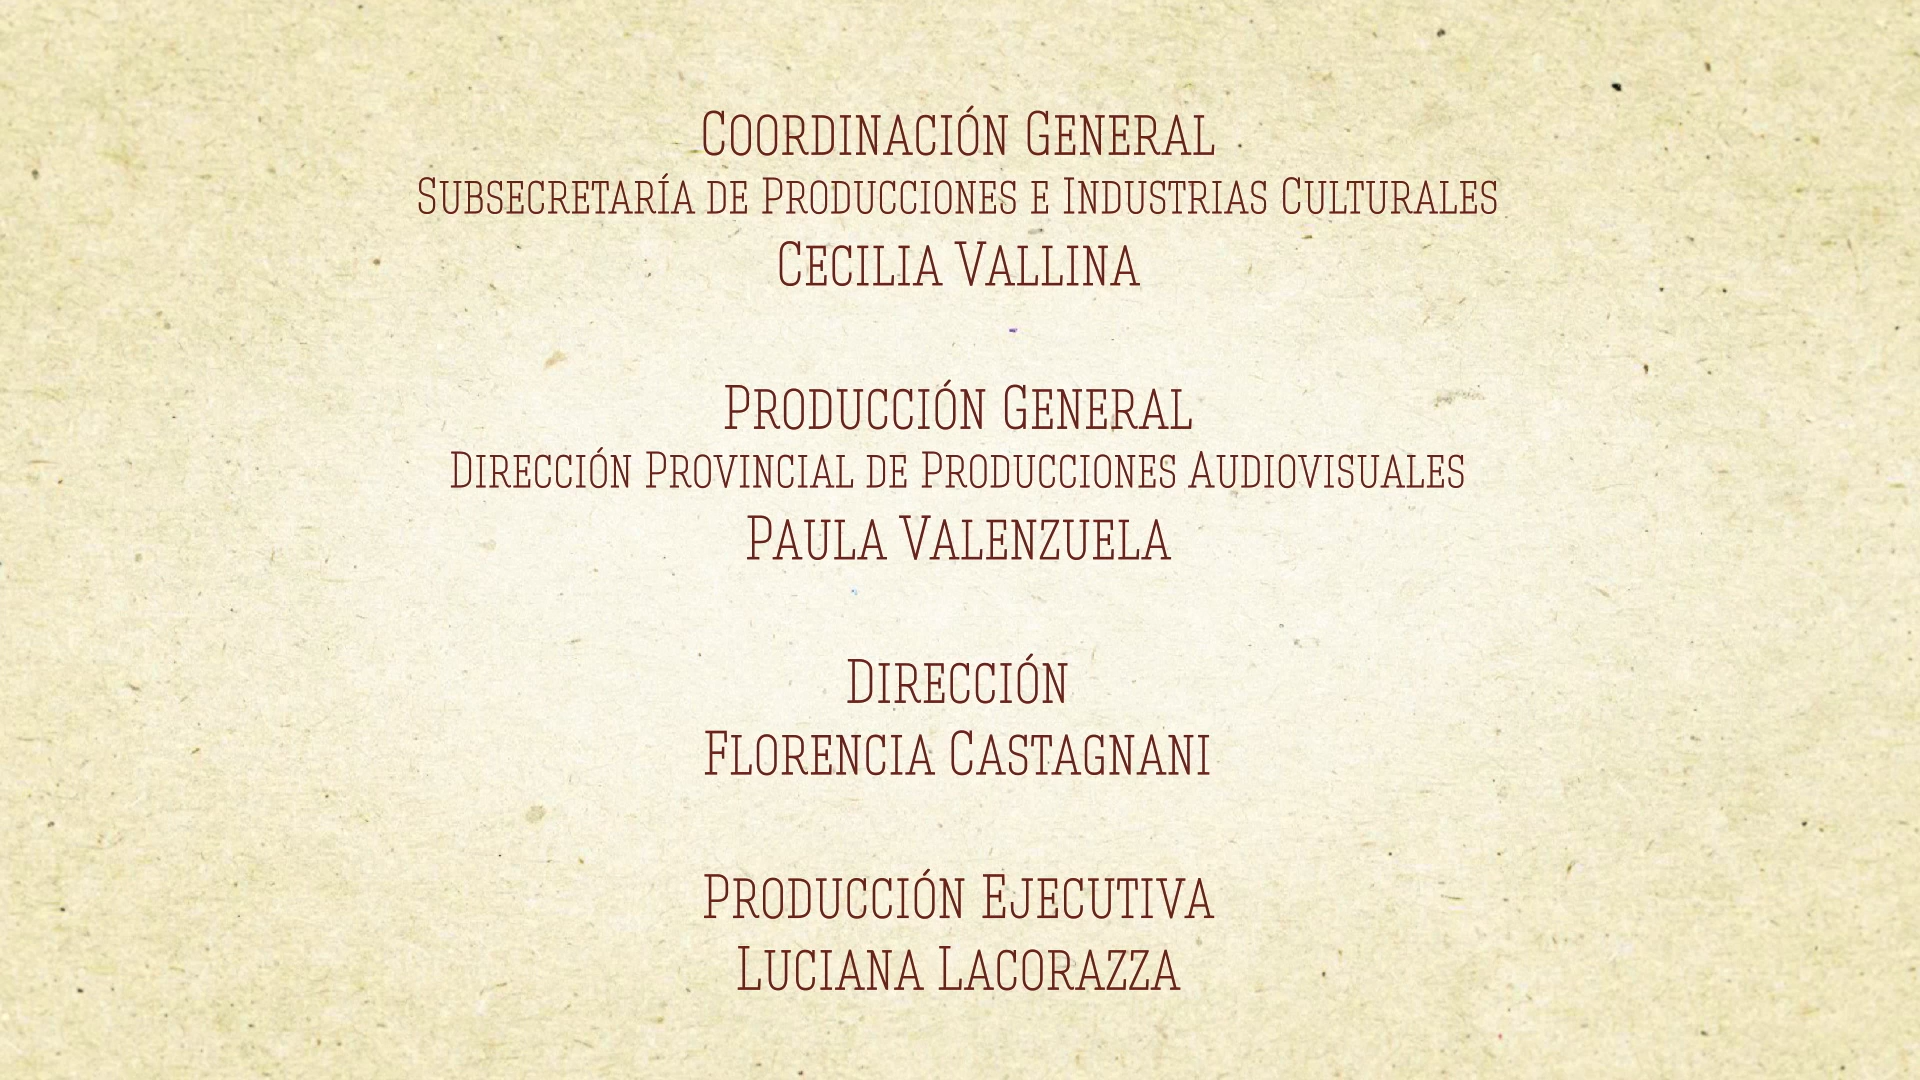 Coordinación General
Subsecretaría de Producciones e Industrias Culturales
Cecilia Vallina
Producción General
Dirección Provincial de Producciones Audiovisuales
Paula Valenzuela
Dirección
Florencia Castagnani
Producción Ejecutiva
Luciana Lacorazza